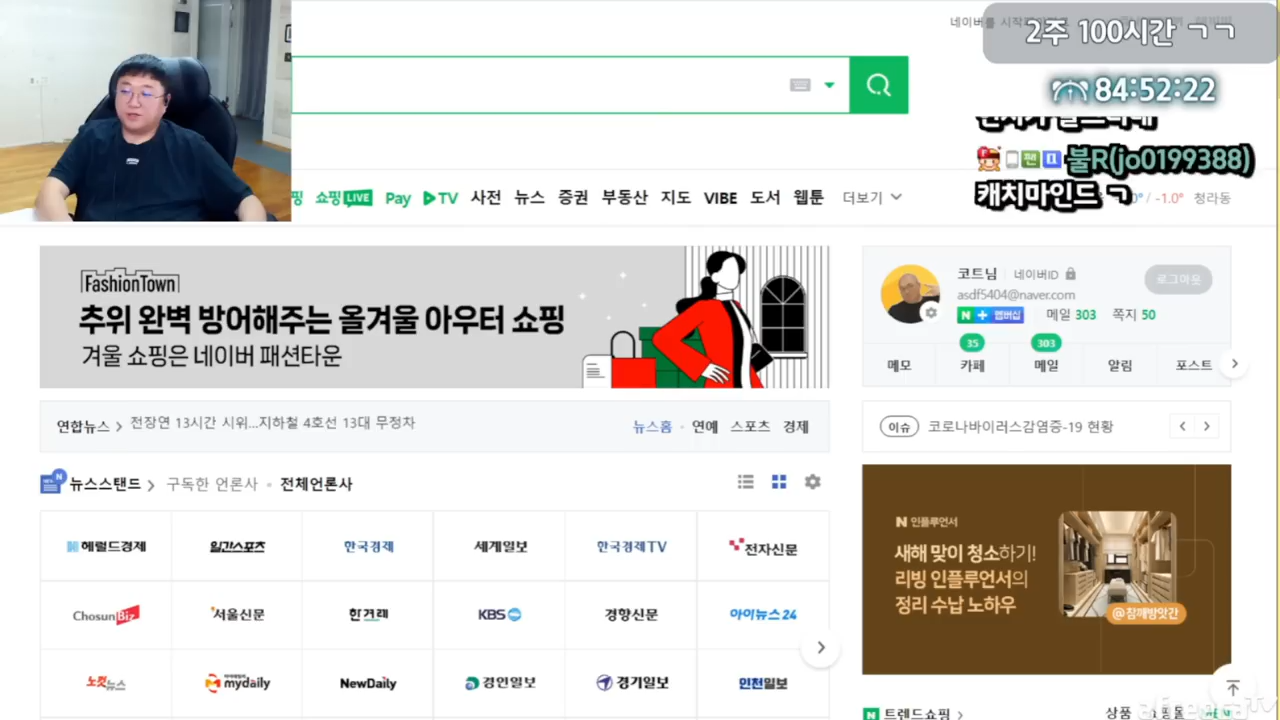 2주 100시간 ㄱㄱ
84:52:22
불R(jo0199388)
캐치마인드 ㄱ
쇼핑LIVE Pay TV 사전 뉴스 증권 부동산 지도 VIBE 도서 웹툰 더보기
-1.0° 청라동
FashionTown
추위 완벽 방어해주는 올겨울 아우터 쇼핑
겨울 쇼핑은 네이버 패션타운
코트님 네이버ID
로그아웃
asdf5404@naver.com
N + 멤버십 메일 303 쪽지 50
35 303
메모 카페 메일 알림 포스트
연합뉴스 전장연 13시간 시위...지하철 4호선 13대 무정차 뉴스홈 연예 스포츠 경제
이슈 코로나바이러스감염증-19 현황
뉴스스탠드 구독한 언론사 전체언론사
헤럴드경제 일간스포츠 한국경제 세계일보 한국경제TV 전자신문
ChosunBiz 서울신문 한겨레 KBS 경향신문 아이뉴스24
노컷뉴스 mydaily NewDaily 경인일보 경기일보 인천일보
N 인플루언서
새해 맞이 청소하기!
리빙 인플루언서의
정리 수납 노하우
@참깨방앗간
N 트렌드쇼핑 상품 쇼핑몰
afreecaTV